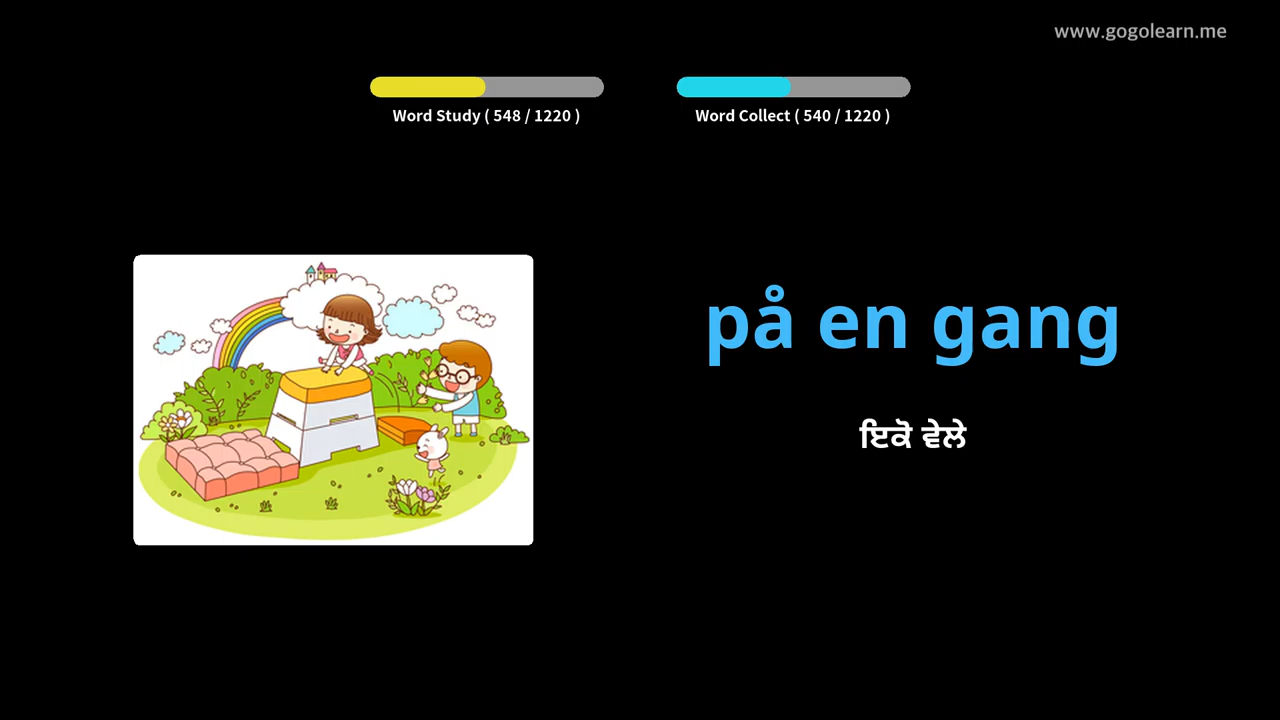 www.gogolearn.me
Word Study ( 548 / 1220 )
Word Collect ( 540 / 1220 )
på en gang
ਇਕੋ ਵੇਲੇ